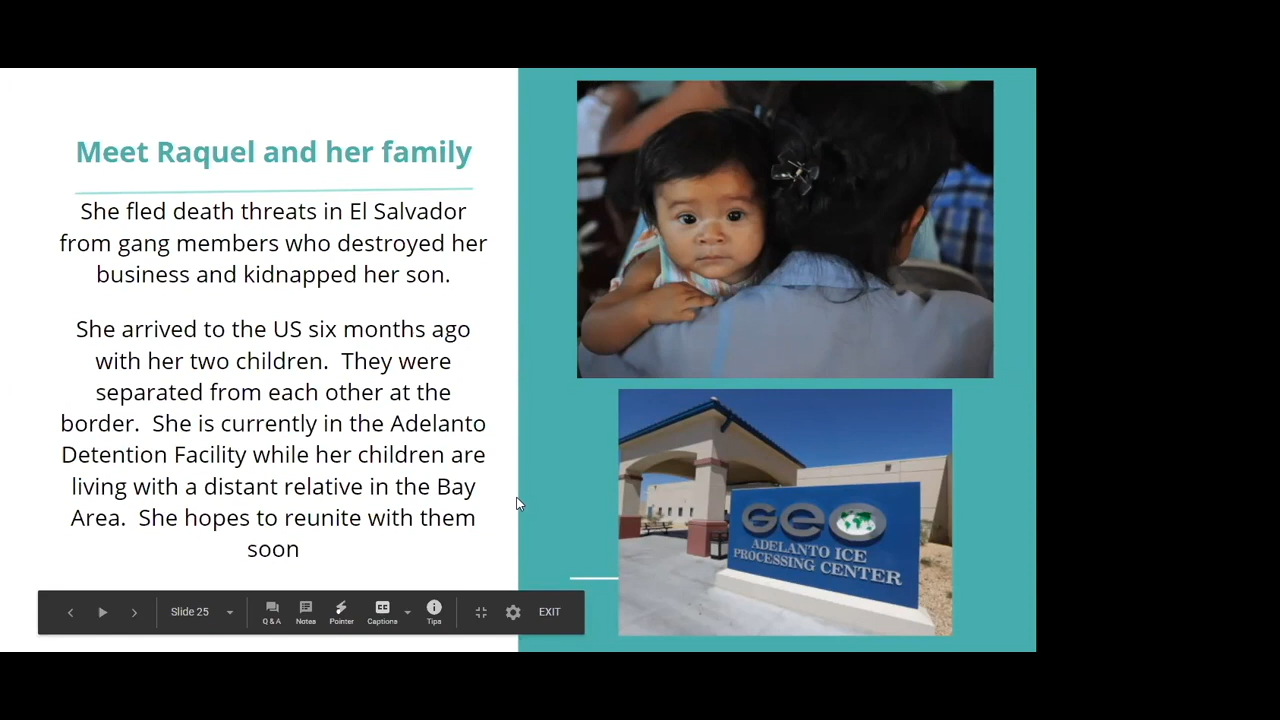 Meet Raquel and her family
She fled death threats in El Salvador
from gang members who destroyed her
business and kidnapped her son.
She arrived to the US six months ago
with her two children.  They were
separated from each other at the
border.  She is currently in the Adelanto
Detention Facility while her children are
living with a distant relative in the Bay
Area.  She hopes to reunite with them
soon
GEO
ADELANTO ICE
PROCESSING CENTER
Slide 25
Q & A
Notes
Pointer
CC
Captions
Tips
EXIT